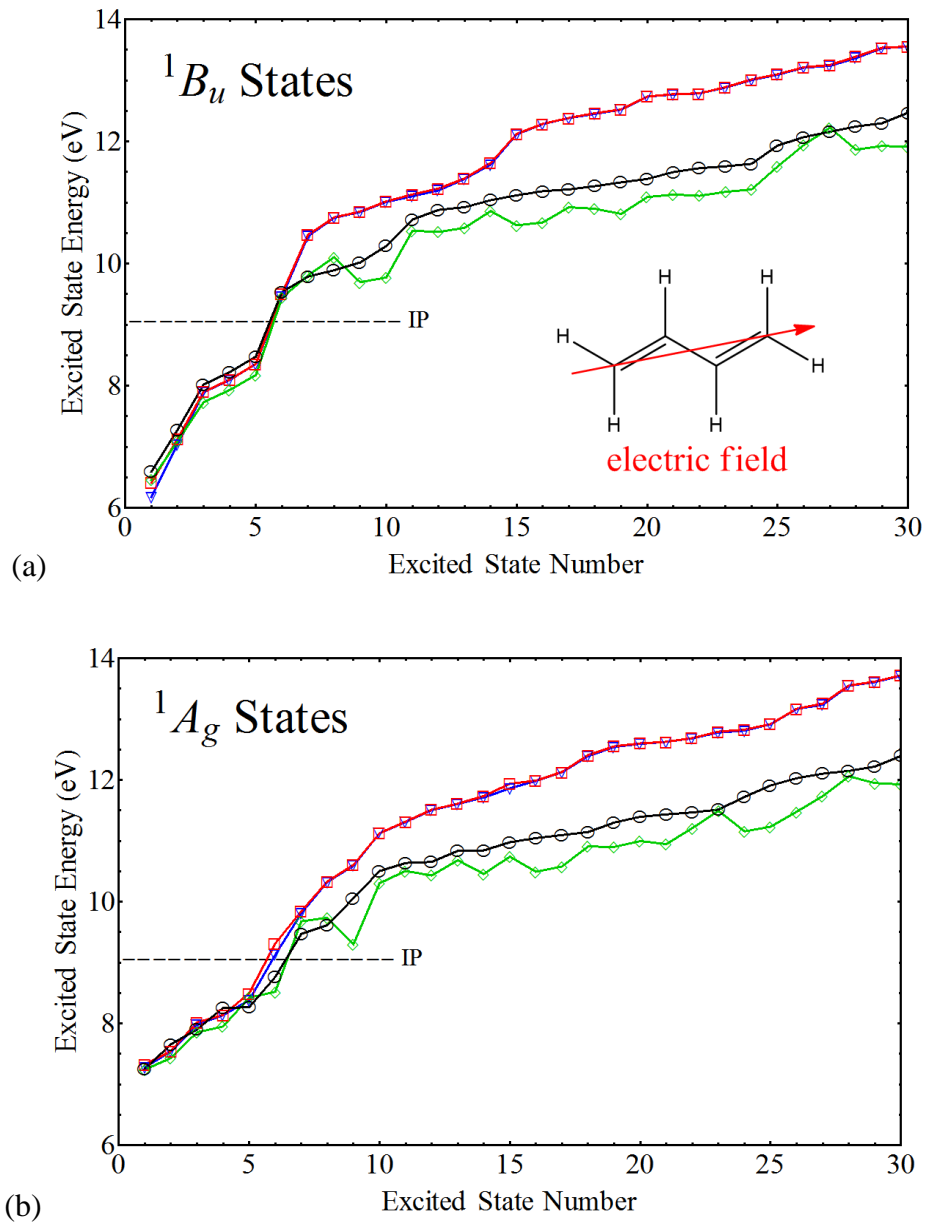 14
12
10
8
6
Excited State Energy (eV)
¹Bᵤ States
IP
H
H
H
H
H
H
electric field
0
5
10
15
20
25
30
Excited State Number
(a)
14
12
10
8
6
Excited State Energy (eV)
¹A_g States
IP
0
5
10
15
20
25
30
Excited State Number
(b)